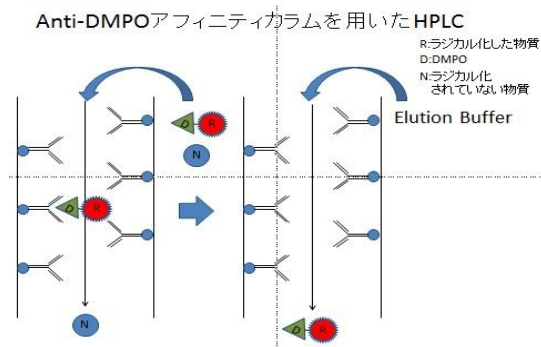 Anti-DMPOアフィニティカラムを用いたHPLC
R:ラジカル化した物質
D:DMPO
N:ラジカル化
されていない物質
Elution Buffer
D R
N
D R
N
D R